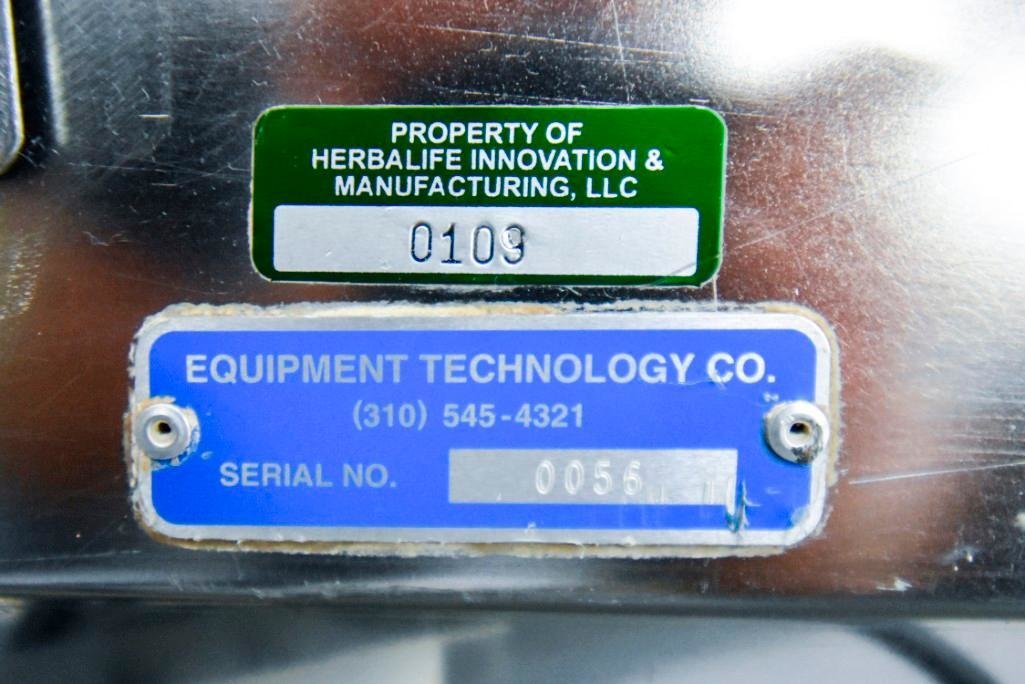 PROPERTY OF
HERBALIFE INNOVATION &
MANUFACTURING, LLC
0109
EQUIPMENT TECHNOLOGY CO.
(310) 545-4321
SERIAL NO. 0056